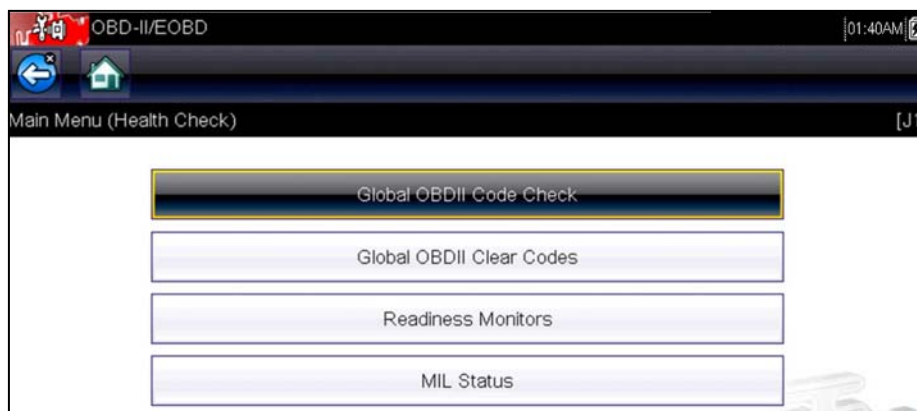 OBD-II/EOBD 01:40AM
Main Menu (Health Check) [J1
Global OBDII Code Check
Global OBDII Clear Codes
Readiness Monitors
MIL Status